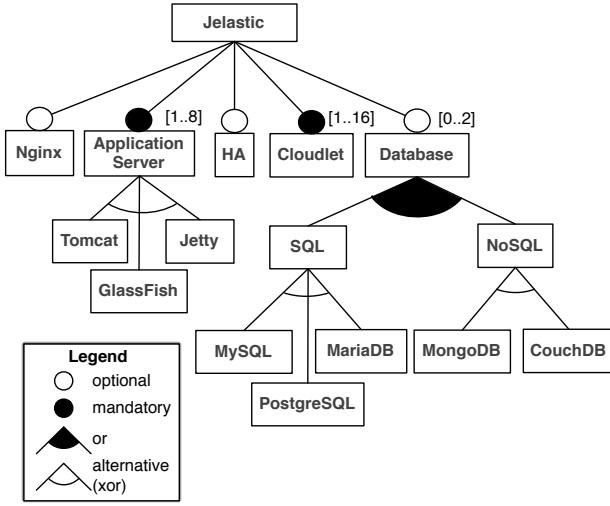 Jelastic
[1..8]
[1..16]
[0..2]
Nginx
Application
Server
HA
Cloudlet
Database
Tomcat
Jetty
GlassFish
SQL
NoSQL
MySQL
MariaDB
MongoDB
CouchDB
PostgreSQL
Legend
optional
mandatory
or
alternative
(xor)